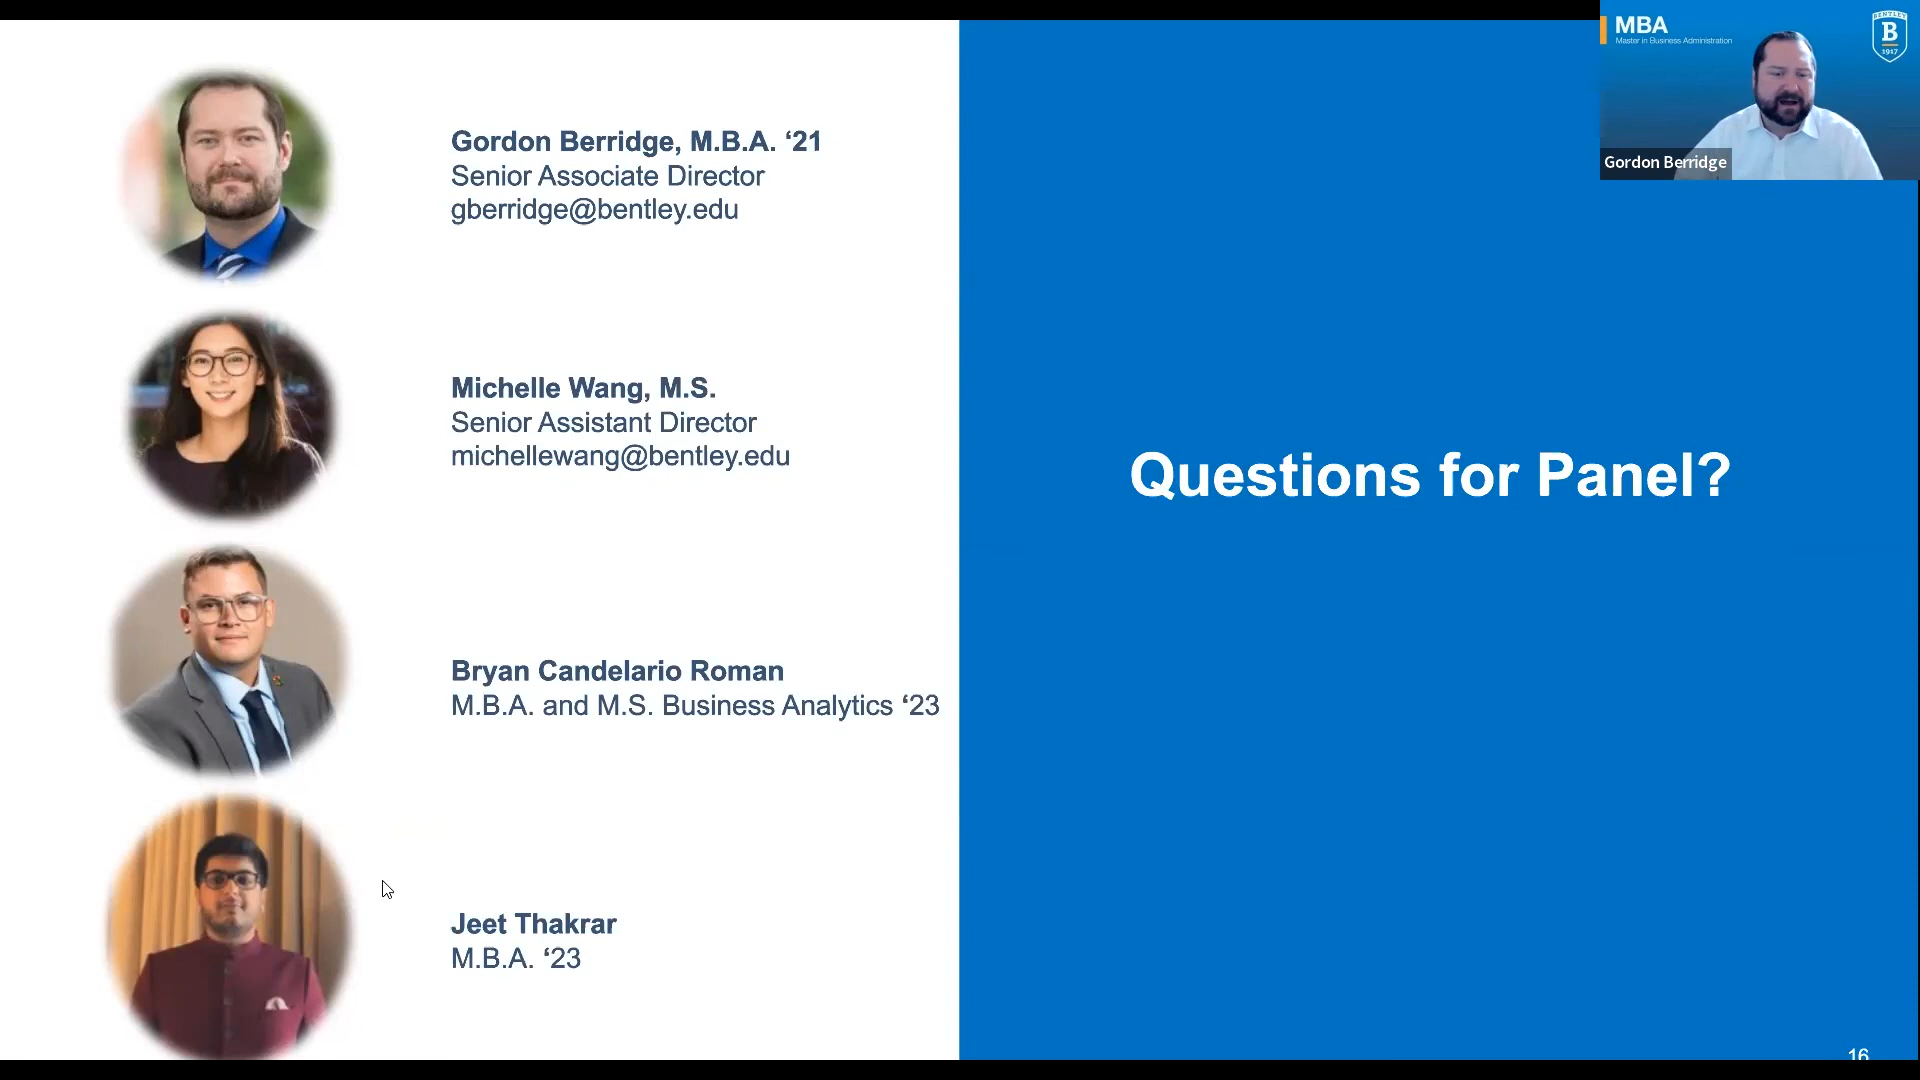 Gordon Berridge, M.B.A. ‘21
Senior Associate Director
gberridge@bentley.edu
Michelle Wang, M.S.
Senior Assistant Director
michellewang@bentley.edu
Bryan Candelario Roman
M.B.A. and M.S. Business Analytics ‘23
Jeet Thakrar
M.B.A. ‘23
Questions for Panel?
MBA
Master in Business Administration
BENTLEY
B
1917
Gordon Berridge
16